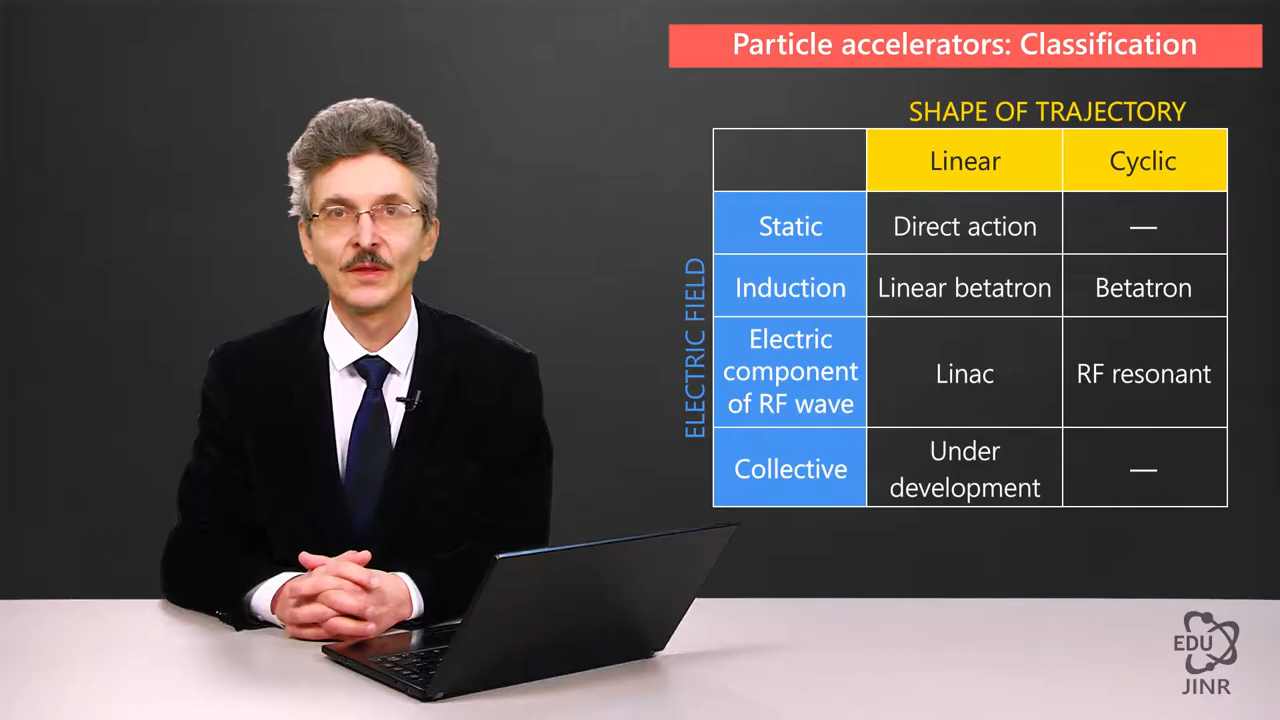 Particle accelerators: Classification
SHAPE OF TRAJECTORY
Linear
Cyclic
ELECTRIC FIELD
Static
Direct action
—
Induction
Linear betatron
Betatron
Electric
component
of RF wave
Linac
RF resonant
Collective
Under
development
—
EDU
JINR